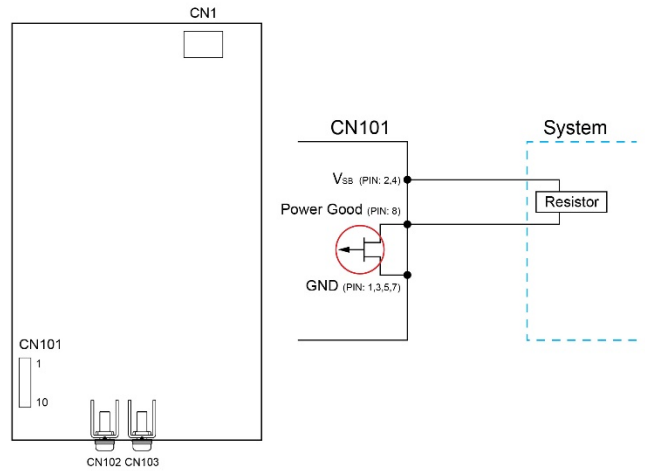 CN1
CN101
1
10
CN102 CN103
CN101
System
VSB (PIN: 2,4)
Resistor
Power Good (PIN: 8)
GND (PIN: 1,3,5,7)